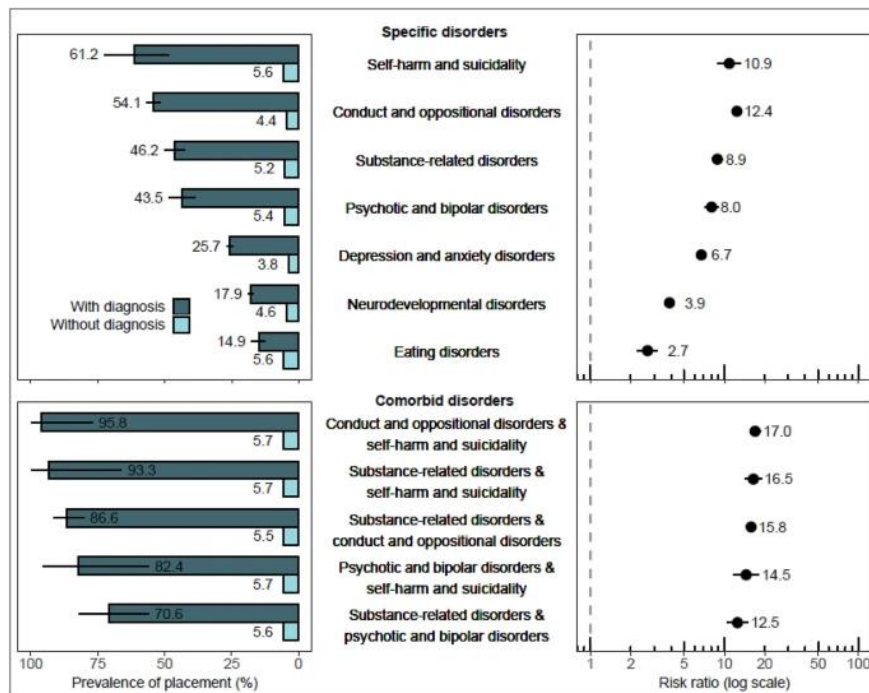 Specific disorders
61.2
5.6
Self-harm and suicidality
10.9
54.1
4.4
Conduct and oppositional disorders
12.4
46.2
5.2
Substance-related disorders
8.9
43.5
5.4
Psychotic and bipolar disorders
8.0
25.7
3.8
Depression and anxiety disorders
6.7
With diagnosis
Without diagnosis
17.9
4.6
Neurodevelopmental disorders
3.9
14.9
5.6
Eating disorders
2.7
Comorbid disorders
95.8
5.7
Conduct and oppositional disorders &
self-harm and suicidality
17.0
93.3
5.7
Substance-related disorders &
self-harm and suicidality
16.5
86.6
5.5
Substance-related disorders &
conduct and oppositional disorders
15.8
82.4
5.7
Psychotic and bipolar disorders &
self-harm and suicidality
14.5
70.6
5.6
Substance-related disorders &
psychotic and bipolar disorders
12.5
100 75 50 25 0
Prevalence of placement (%)
1 2 5 10 20 100
Risk ratio (log scale)